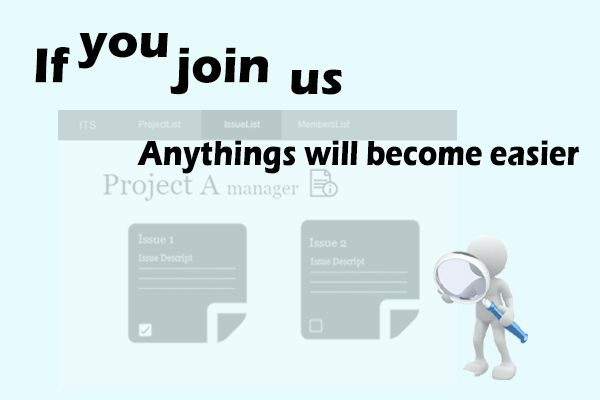 If you join us
ITS ProjectList IssueList MembersList
Anythings will become easier
Project A manager
Issue 1
Issue Descript
Issue 2
Issue Descript